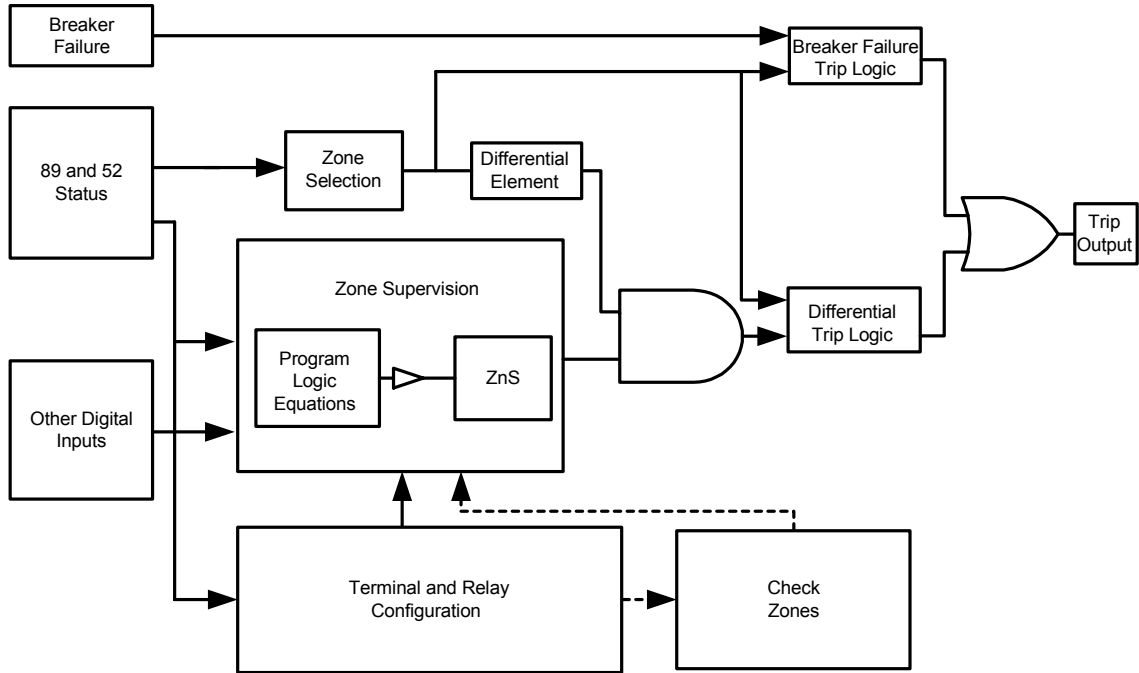 Breaker
Failure
Breaker Failure
Trip Logic
89 and 52
Status
Zone
Selection
Differential
Element
Trip
Output
Zone Supervision
Differential
Trip Logic
Program
Logic
Equations
ZnS
Other Digital
Inputs
Terminal and Relay
Configuration
Check
Zones